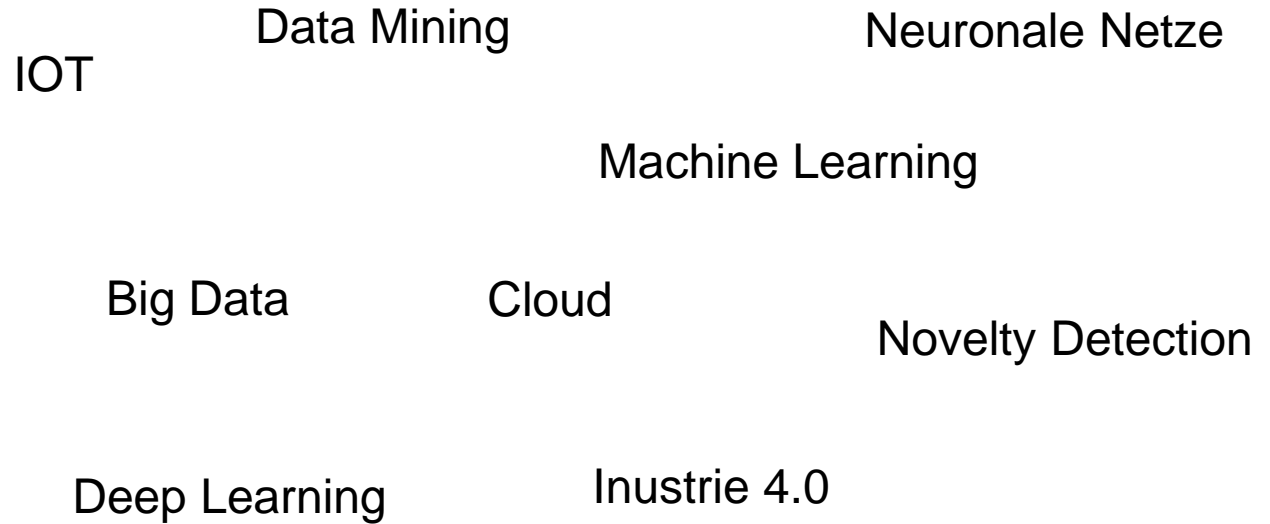 Data Mining
Neuronale Netze
IOT
Machine Learning
Big Data
Cloud
Novelty Detection
Deep Learning
Inustrie 4.0